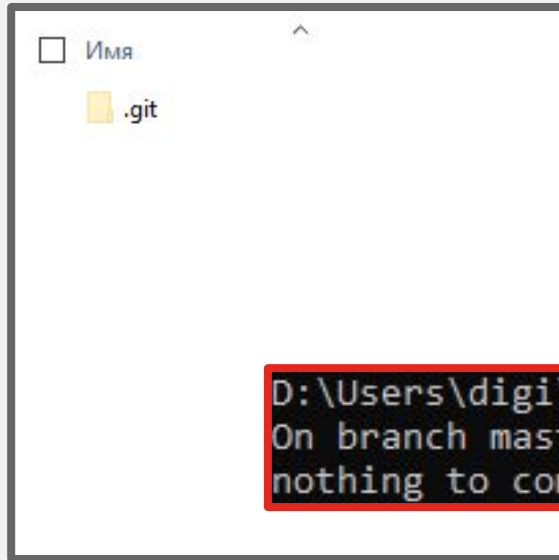 Имя
.git
D:\Users\digi
On branch mas
nothing to co